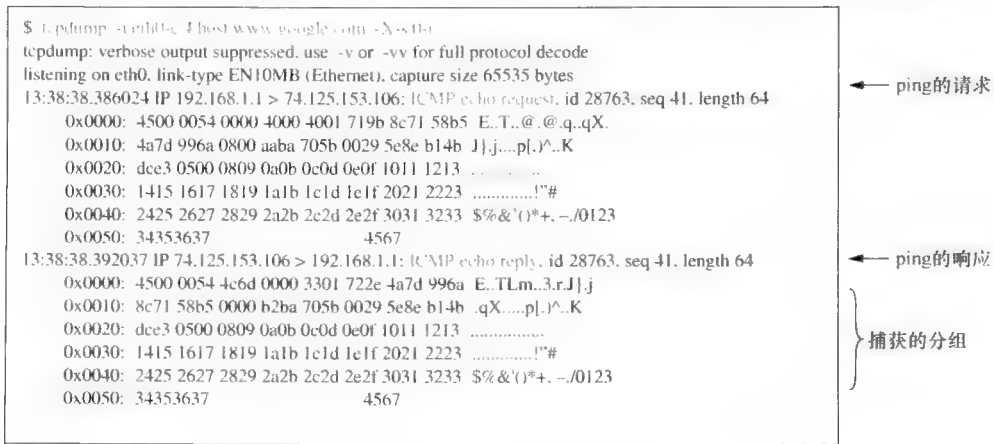 $ tcpdump -i eth0 -c 4 host www.google.com -X -s0 -t
tcpdump: verbose output suppressed. use -v or -vv for full protocol decode
listening on eth0. link-type EN10MB (Ethernet). capture size 65535 bytes
13:38:38.386024 IP 192.168.1.1 > 74.125.153.106: ICMP echo request. id 28763. seq 41. length 64
ping的请求
0x0000: 4500 0054 0000 4000 4001 719b 8c71 58b5 E..T..@.@.q..qX.
0x0010: 4a7d 996a 0800 aaba 705b 0029 5e8e b14b J}.j....p[.)^..K
0x0020: dce3 0500 0809 0a0b 0c0d 0e0f 1011 1213
0x0030: 1415 1617 1819 1a1b 1c1d 1e1f 2021 2223 .............!"#
0x0040: 2425 2627 2829 2a2b 2c2d 2e2f 3031 3233 $%&'()*+. –./0123
0x0050: 34353637 4567
13:38:38.392037 IP 74.125.153.106 > 192.168.1.1: ICMP echo reply. id 28763. seq 41. length 64
ping的响应
0x0000: 4500 0054 4c6d 0000 3301 722e 4a7d 996a E..TLm..3.r.J}.j
0x0010: 8c71 58b5 0000 b2ba 705b 0029 5e8e b14b .qX.....p[.)^..K
0x0020: dce3 0500 0809 0a0b 0c0d 0e0f 1011 1213 ................
0x0030: 1415 1617 1819 1a1b 1c1d 1e1f 2021 2223 .............!"#
捕获的分组
0x0040: 2425 2627 2829 2a2b 2c2d 2e2f 3031 3233 $%&'()*+. –./0123
0x0050: 34353637 4567